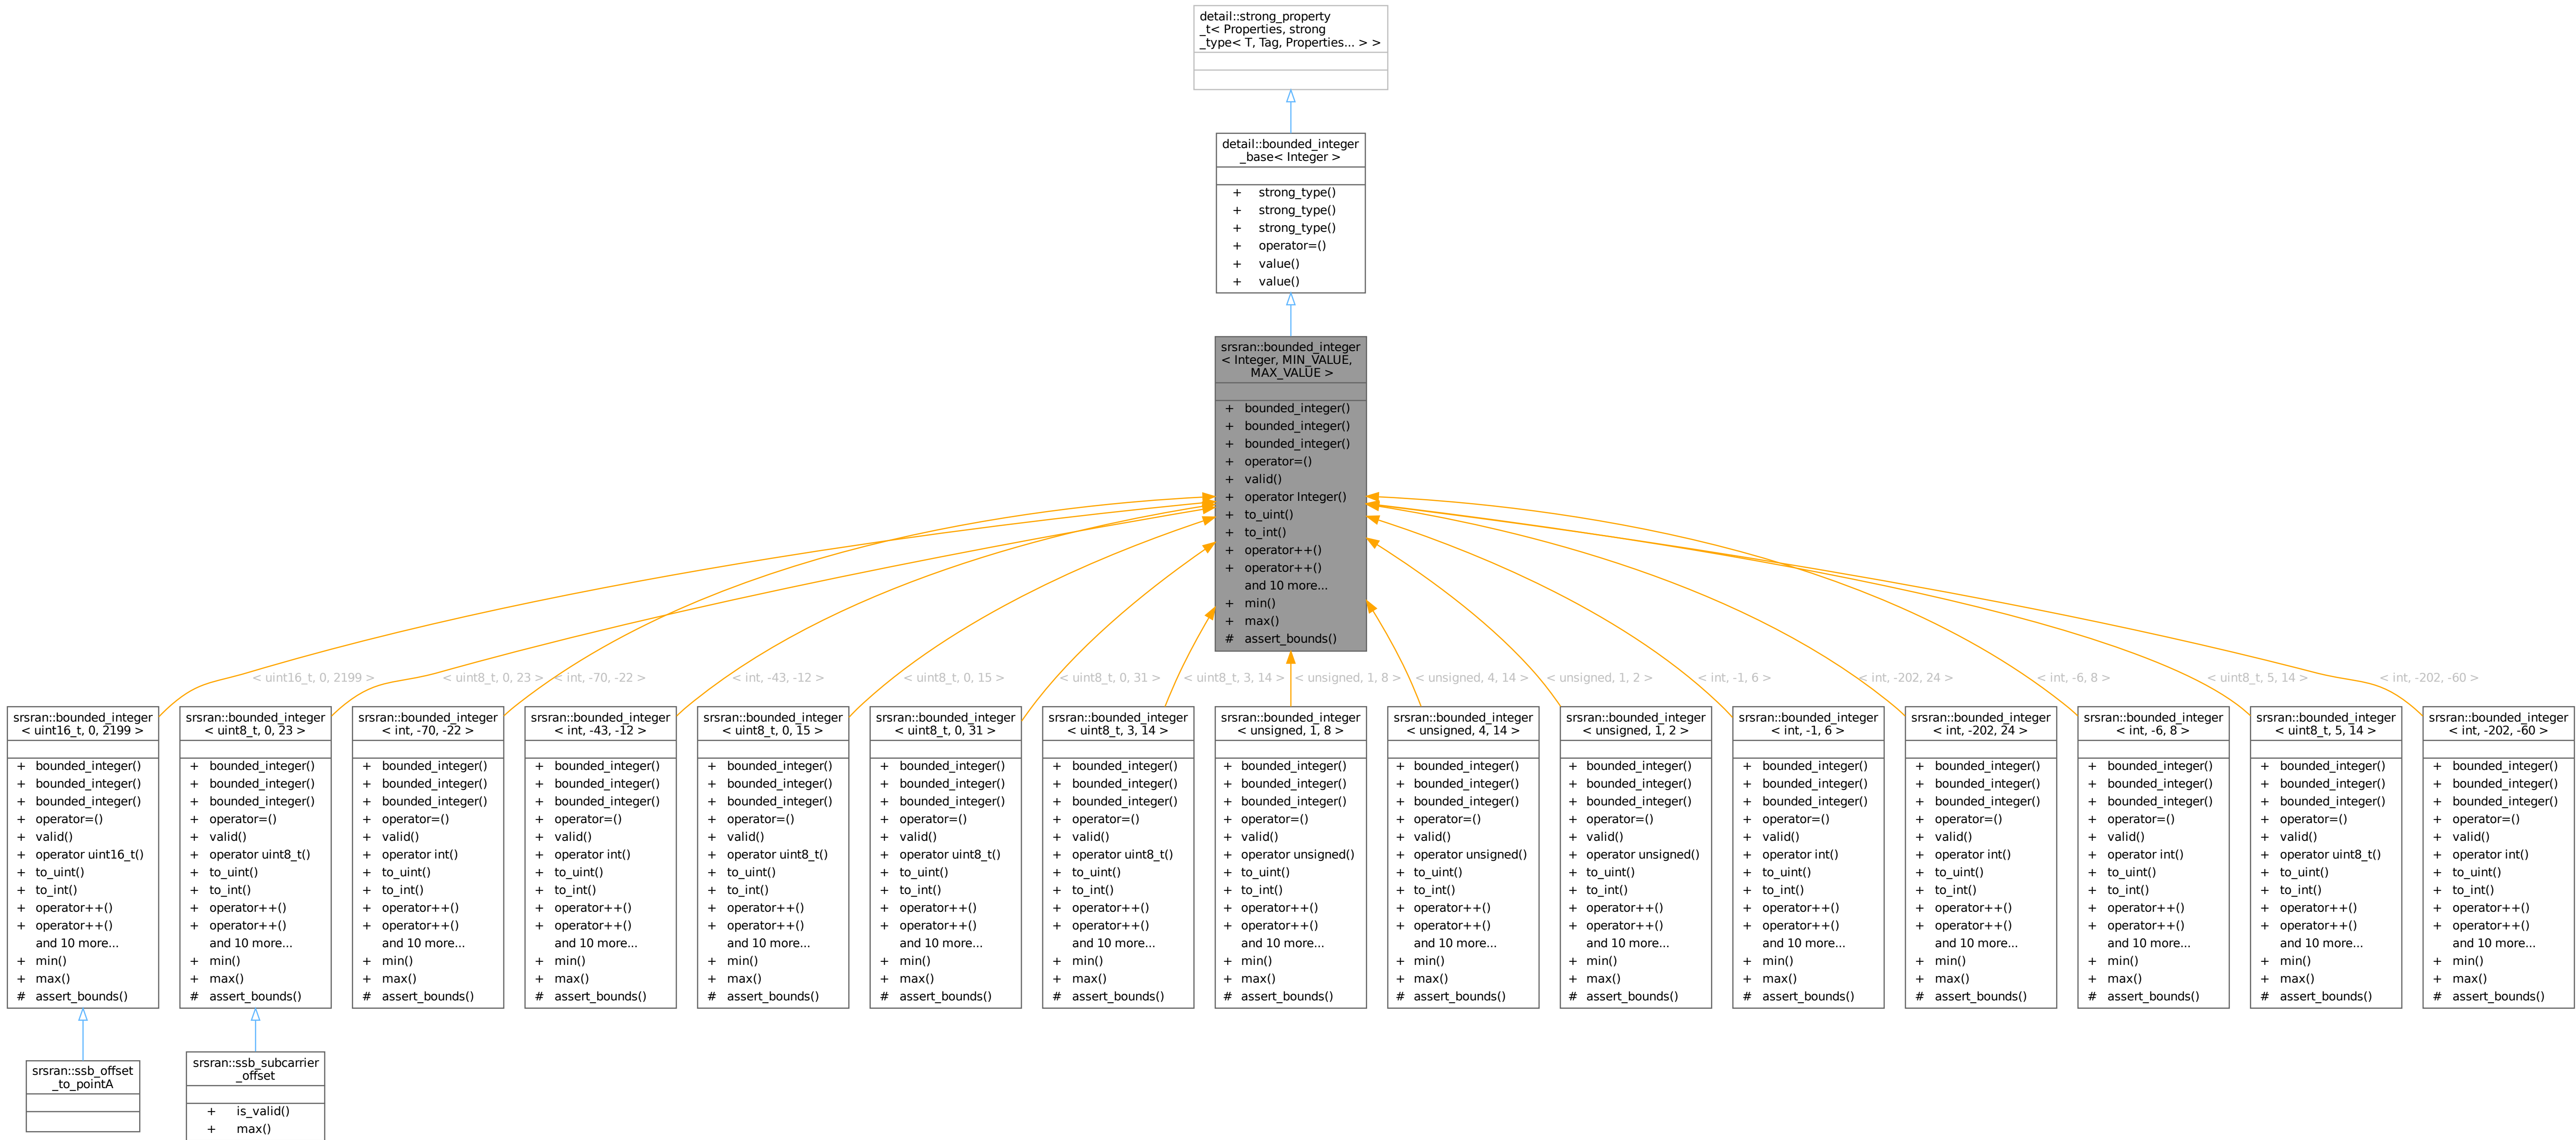 detail::strong_property
_t< Properties, strong
_type< T, Tag, Properties... > >
detail::bounded_integer
_base< Integer >
+ strong_type()
+ strong_type()
+ strong_type()
+ operator=()
+ value()
+ value()
srsran::bounded_integer
< Integer, MIN_VALUE,
MAX_VALUE >
+ bounded_integer()
+ bounded_integer()
+ bounded_integer()
+ operator=()
+ valid()
+ operator Integer()
+ to_uint()
+ to_int()
+ operator++()
+ operator++()
and 10 more...
+ min()
+ max()
# assert_bounds()
< uint16_t, 0, 2199 >
< uint8_t, 0, 23 >
< int, -70, -22 >
< int, -43, -12 >
< uint8_t, 0, 15 >
< uint8_t, 0, 31 >
< uint8_t, 3, 14 >
< unsigned, 1, 8 >
< unsigned, 4, 14 >
< unsigned, 1, 2 >
< int, -1, 6 >
< int, -202, 24 >
< int, -6, 8 >
< uint8_t, 5, 14 >
< int, -202, -60 >
srsran::bounded_integer
< uint16_t, 0, 2199 >
+ bounded_integer()
+ bounded_integer()
+ bounded_integer()
+ operator=()
+ valid()
+ operator uint16_t()
+ to_uint()
+ to_int()
+ operator++()
+ operator++()
and 10 more...
+ min()
+ max()
# assert_bounds()
srsran::bounded_integer
< uint8_t, 0, 23 >
+ bounded_integer()
+ bounded_integer()
+ bounded_integer()
+ operator=()
+ valid()
+ operator uint8_t()
+ to_uint()
+ to_int()
+ operator++()
+ operator++()
and 10 more...
+ min()
+ max()
# assert_bounds()
srsran::bounded_integer
< int, -70, -22 >
+ bounded_integer()
+ bounded_integer()
+ bounded_integer()
+ operator=()
+ valid()
+ operator int()
+ to_uint()
+ to_int()
+ operator++()
+ operator++()
and 10 more...
+ min()
+ max()
# assert_bounds()
srsran::bounded_integer
< int, -43, -12 >
+ bounded_integer()
+ bounded_integer()
+ bounded_integer()
+ operator=()
+ valid()
+ operator int()
+ to_uint()
+ to_int()
+ operator++()
+ operator++()
and 10 more...
+ min()
+ max()
# assert_bounds()
srsran::bounded_integer
< uint8_t, 0, 15 >
+ bounded_integer()
+ bounded_integer()
+ bounded_integer()
+ operator=()
+ valid()
+ operator uint8_t()
+ to_uint()
+ to_int()
+ operator++()
+ operator++()
and 10 more...
+ min()
+ max()
# assert_bounds()
srsran::bounded_integer
< uint8_t, 0, 31 >
+ bounded_integer()
+ bounded_integer()
+ bounded_integer()
+ operator=()
+ valid()
+ operator uint8_t()
+ to_uint()
+ to_int()
+ operator++()
+ operator++()
and 10 more...
+ min()
+ max()
# assert_bounds()
srsran::bounded_integer
< uint8_t, 3, 14 >
+ bounded_integer()
+ bounded_integer()
+ bounded_integer()
+ operator=()
+ valid()
+ operator uint8_t()
+ to_uint()
+ to_int()
+ operator++()
+ operator++()
and 10 more...
+ min()
+ max()
# assert_bounds()
srsran::bounded_integer
< unsigned, 1, 8 >
+ bounded_integer()
+ bounded_integer()
+ bounded_integer()
+ operator=()
+ valid()
+ operator unsigned()
+ to_uint()
+ to_int()
+ operator++()
+ operator++()
and 10 more...
+ min()
+ max()
# assert_bounds()
srsran::bounded_integer
< unsigned, 4, 14 >
+ bounded_integer()
+ bounded_integer()
+ bounded_integer()
+ operator=()
+ valid()
+ operator unsigned()
+ to_uint()
+ to_int()
+ operator++()
+ operator++()
and 10 more...
+ min()
+ max()
# assert_bounds()
srsran::bounded_integer
< unsigned, 1, 2 >
+ bounded_integer()
+ bounded_integer()
+ bounded_integer()
+ operator=()
+ valid()
+ operator unsigned()
+ to_uint()
+ to_int()
+ operator++()
+ operator++()
and 10 more...
+ min()
+ max()
# assert_bounds()
srsran::bounded_integer
< int, -1, 6 >
+ bounded_integer()
+ bounded_integer()
+ bounded_integer()
+ operator=()
+ valid()
+ operator int()
+ to_uint()
+ to_int()
+ operator++()
+ operator++()
and 10 more...
+ min()
+ max()
# assert_bounds()
srsran::bounded_integer
< int, -202, 24 >
+ bounded_integer()
+ bounded_integer()
+ bounded_integer()
+ operator=()
+ valid()
+ operator int()
+ to_uint()
+ to_int()
+ operator++()
+ operator++()
and 10 more...
+ min()
+ max()
# assert_bounds()
srsran::bounded_integer
< int, -6, 8 >
+ bounded_integer()
+ bounded_integer()
+ bounded_integer()
+ operator=()
+ valid()
+ operator int()
+ to_uint()
+ to_int()
+ operator++()
+ operator++()
and 10 more...
+ min()
+ max()
# assert_bounds()
srsran::bounded_integer
< uint8_t, 5, 14 >
+ bounded_integer()
+ bounded_integer()
+ bounded_integer()
+ operator=()
+ valid()
+ operator uint8_t()
+ to_uint()
+ to_int()
+ operator++()
+ operator++()
and 10 more...
+ min()
+ max()
# assert_bounds()
srsran::bounded_integer
< int, -202, -60 >
+ bounded_integer()
+ bounded_integer()
+ bounded_integer()
+ operator=()
+ valid()
+ operator int()
+ to_uint()
+ to_int()
+ operator++()
+ operator++()
and 10 more...
+ min()
+ max()
# assert_bounds()
srsran::ssb_offset
_to_pointA
srsran::ssb_subcarrier
_offset
+ is_valid()
+ max()